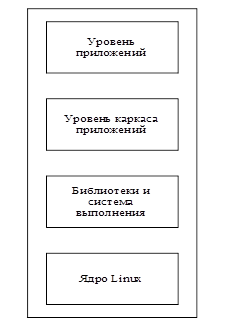 Уровень
приложений
Уровень каркаса
приложений
Библиотеки и
система
выполнения
Ядро Linux